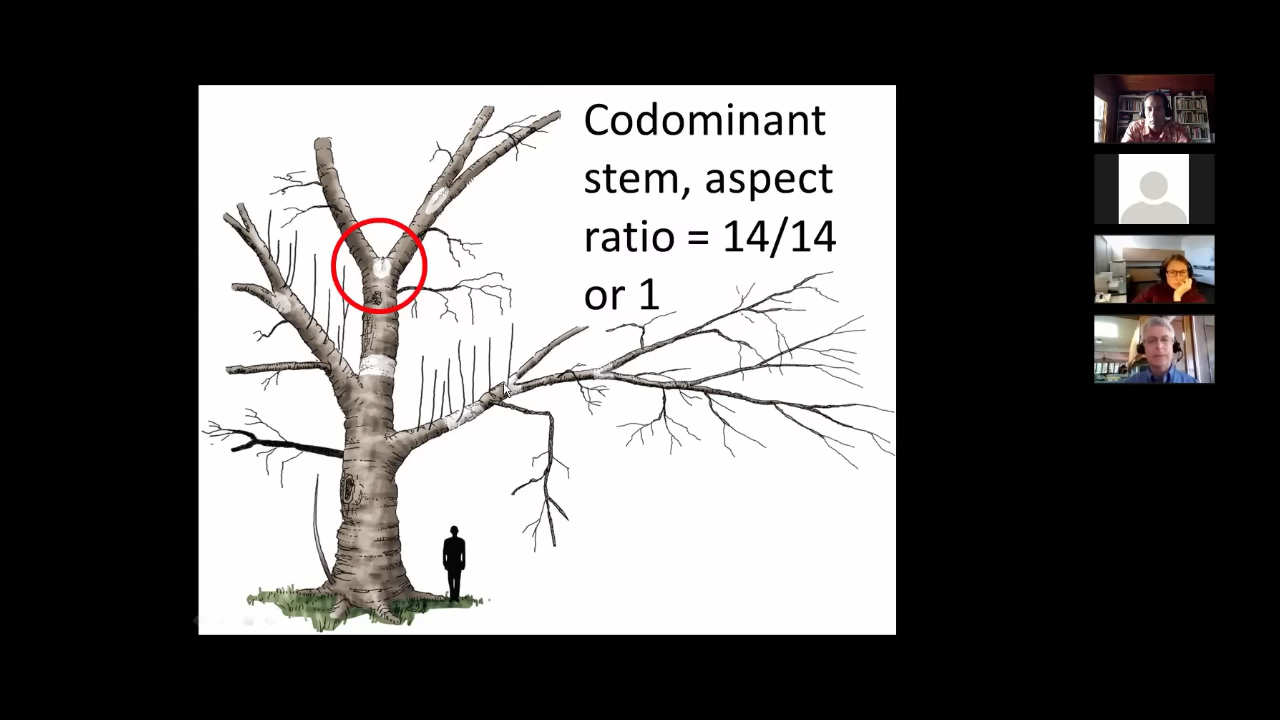 Codominant
stem, aspect
ratio = 14/14
or 1